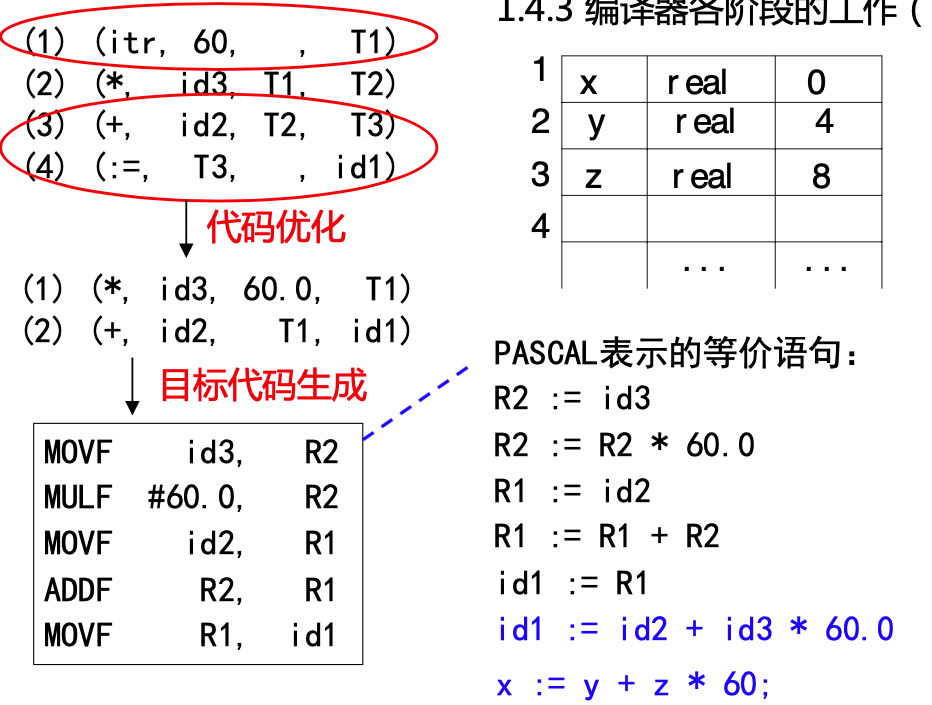 (1) (itr, 60, , T1)
(2) (*, id3, T1, T2)
(3) (+, id2, T2, T3)
(4) (:=, T3, , id1)
代码优化
(1) (*, id3, 60.0, T1)
(2) (+, id2, T1, id1)
目标代码生成
MOVF id3, R2
MULF #60.0, R2
MOVF id2, R1
ADDF R2, R1
MOVF R1, id1
1.4.3 编译器各阶段的工作（
1 x real 0
2 y real 4
3 z real 8
4
... ...
PASCAL表示的等价语句：
R2 := id3
R2 := R2 * 60.0
R1 := id2
R1 := R1 + R2
id1 := R1
id1 := id2 + id3 * 60.0
x := y + z * 60;